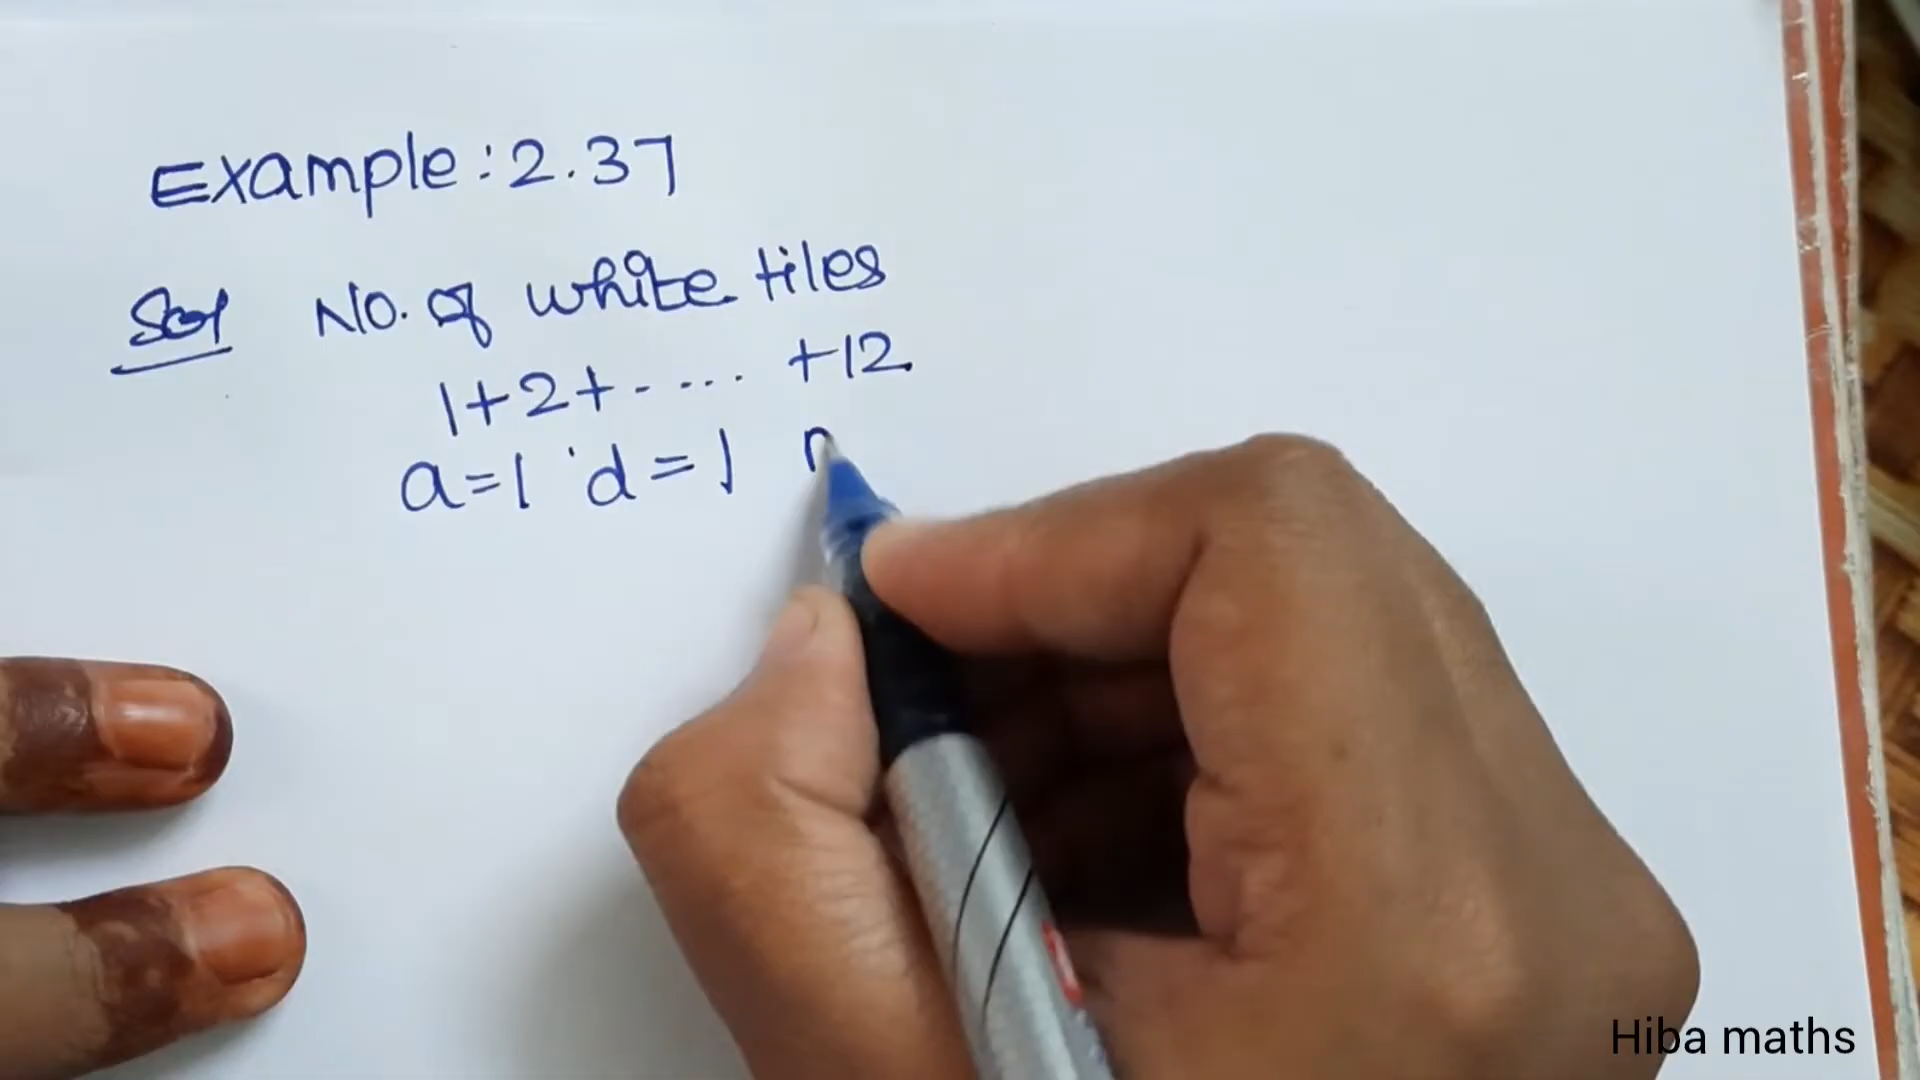 Example: 2.37
Sol No. of white tiles
1+2+----... +12.
a=1 d=1 n
Hiba maths